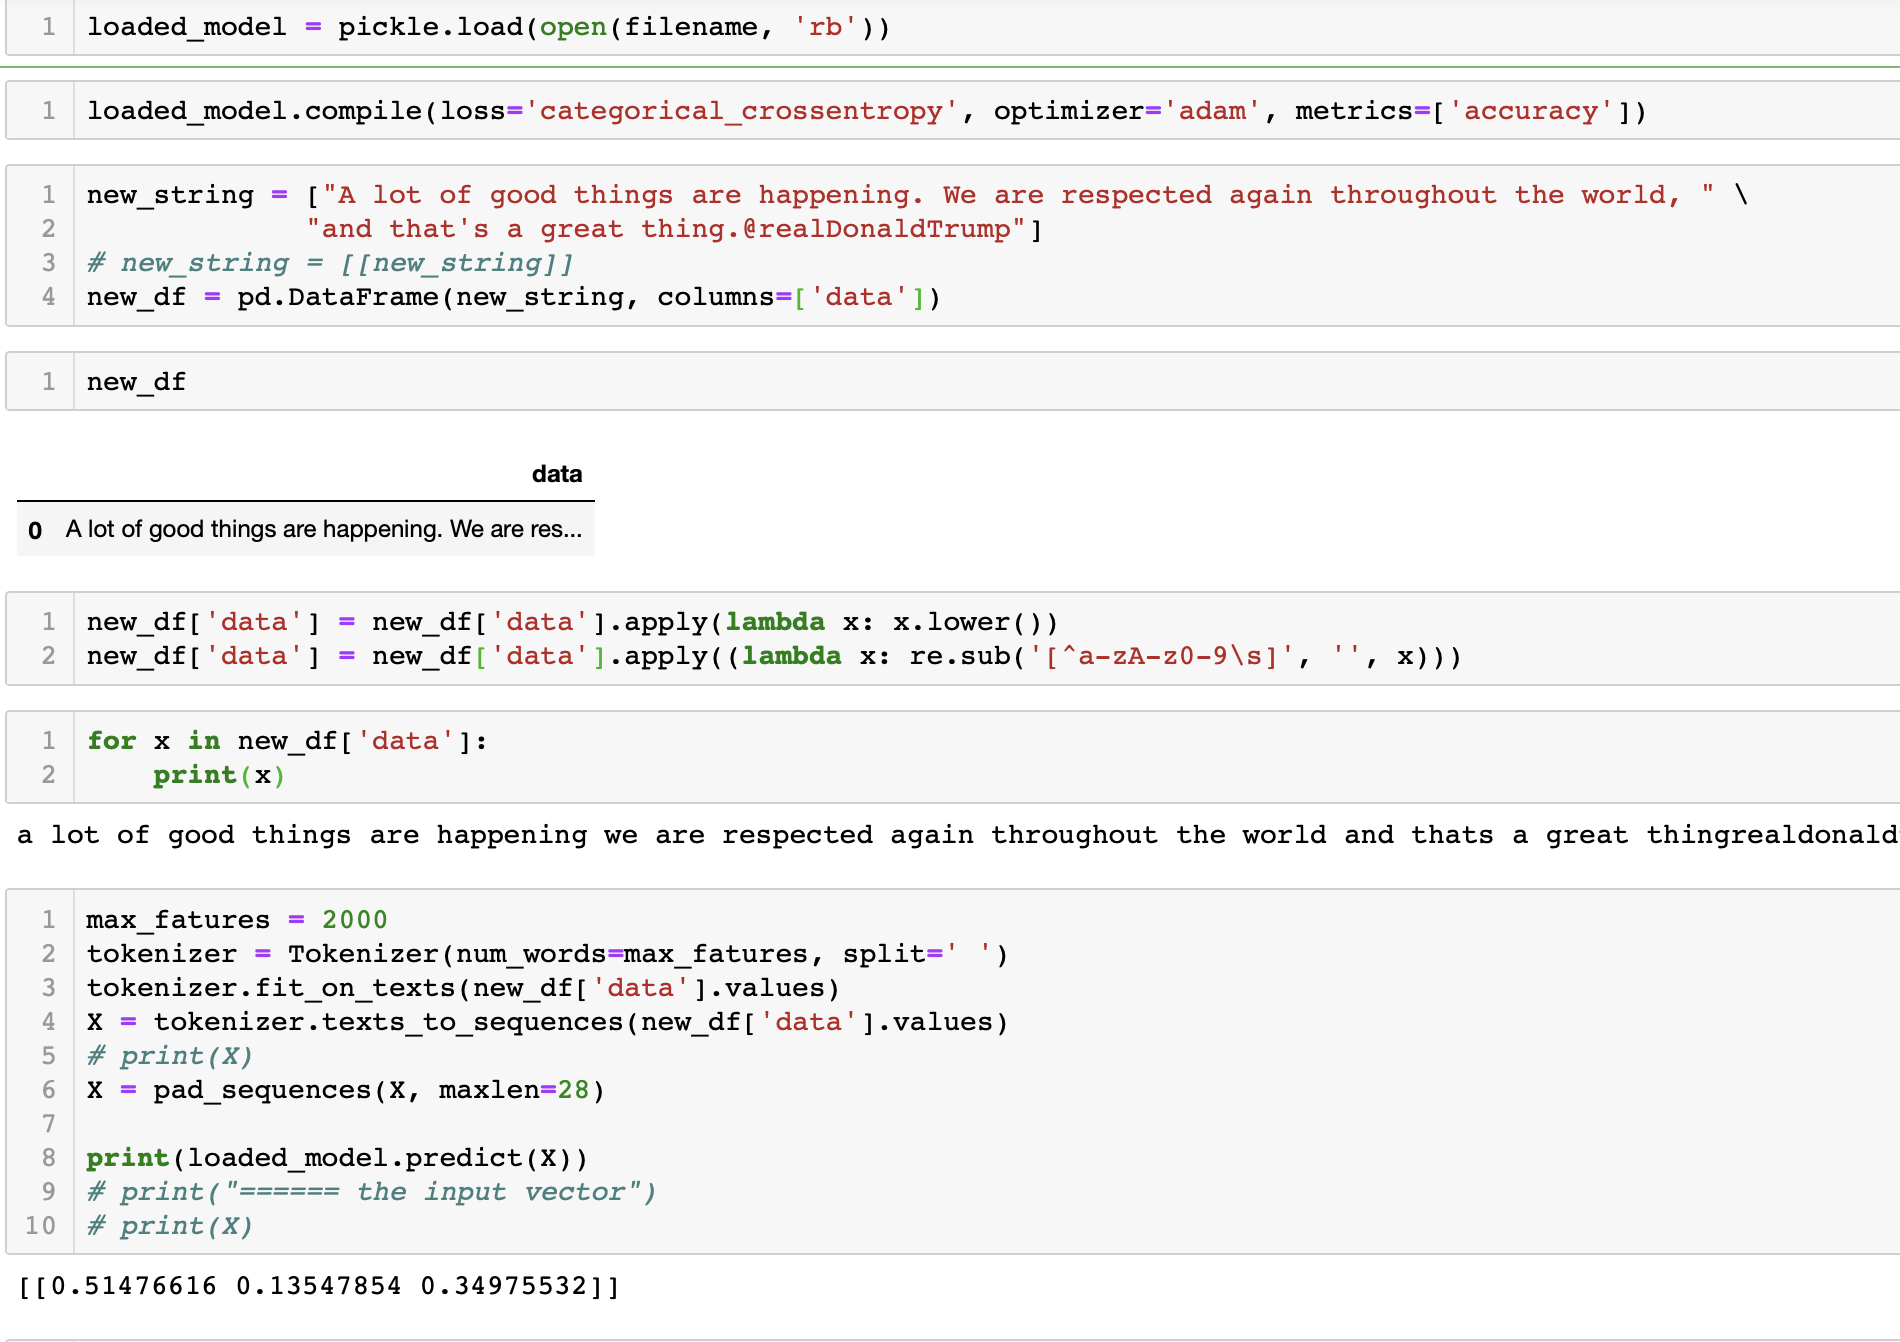 1 loaded_model = pickle.load(open(filename, 'rb'))
1 loaded_model.compile(loss='categorical_crossentropy', optimizer='adam', metrics=['accuracy'])
1 new_string = ["A lot of good things are happening. We are respected again throughout the world, " \
2 "and that's a great thing.@realDonaldTrump"]
3 # new_string = [[new_string]]
4 new_df = pd.DataFrame(new_string, columns=['data'])
1 new_df
data
0 A lot of good things are happening. We are res...
1 new_df['data'] = new_df['data'].apply(lambda x: x.lower())
2 new_df['data'] = new_df['data'].apply((lambda x: re.sub('[^a-zA-z0-9\s]', '', x)))
1 for x in new_df['data']:
2 print(x)
a lot of good things are happening we are respected again throughout the world and thats a great thingrealdonald
1 max_fatures = 2000
2 tokenizer = Tokenizer(num_words=max_fatures, split=' ')
3 tokenizer.fit_on_texts(new_df['data'].values)
4 X = tokenizer.texts_to_sequences(new_df['data'].values)
5 # print(X)
6 X = pad_sequences(X, maxlen=28)
7
8 print(loaded_model.predict(X))
9 # print("====== the input vector")
10 # print(X)
[[0.51476616 0.13547854 0.34975532]]